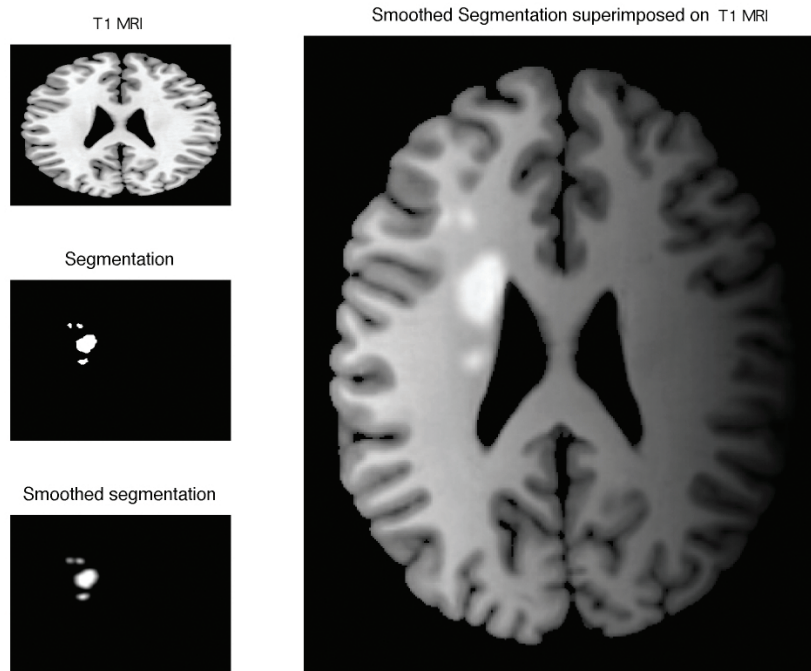 T1 MRI
Smoothed Segmentation superimposed on T1 MRI
Segmentation
Smoothed segmentation